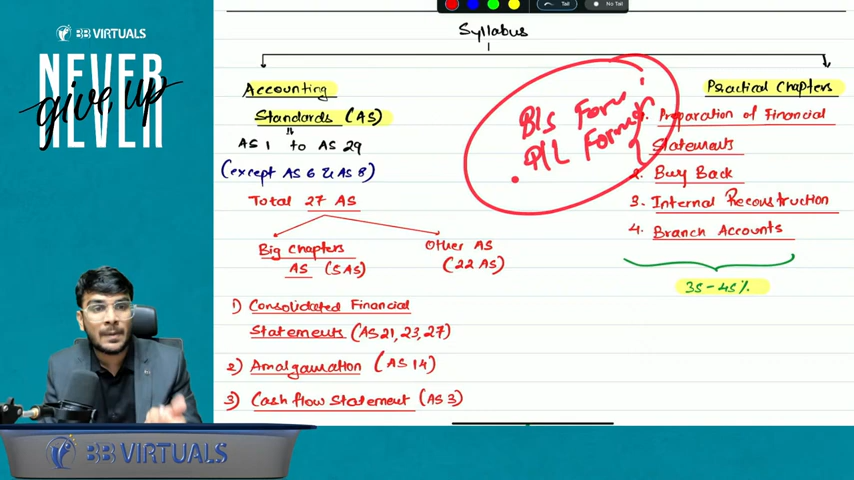 Tail
No Tail
BB VIRTUALS
NEVER
give up
NEVER
Syllabus
Accounting
Standards (AS)
AS 1 to AS 29
(except AS 6 & AS 8)
Total 27 AS
Big Chapters
AS (5 AS)
Other AS
(22 AS)
1) Consolidated Financial
Statements (AS 21, 23, 27)
2) Amalgamation (AS 14)
3) Cash flow Statement (AS 3)
B/S
P/L
Practical Chapters
1. Preparation of Financial
Statements
2. Buy Back
3. Internal Reconstruction
4. Branch Accounts
35-45%
BB VIRTUALS